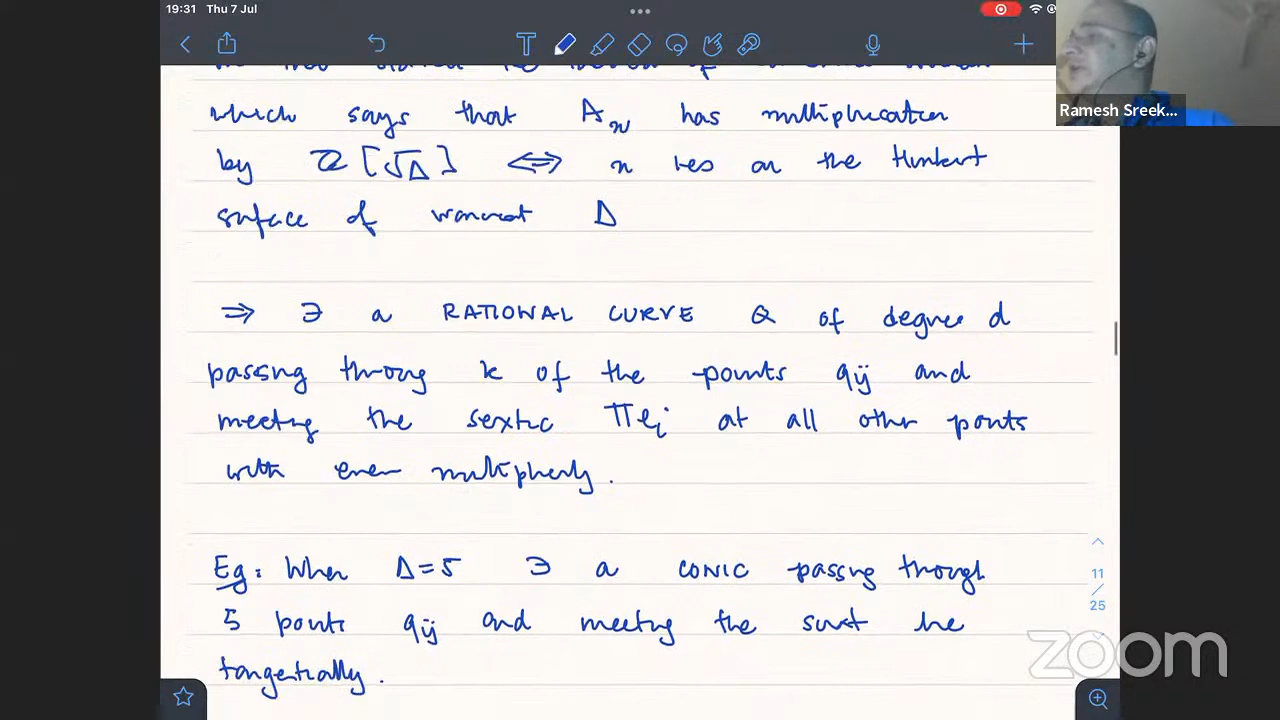 19:31 Thu 7 Jul
which says that A_x has multiplication
by Z[√Δ] ⇔ x lies on the Humbert
surface of invariant Δ
⇒ ∃ a RATIONAL CURVE Q of degree d
passing through k of the points qij and
meeting the sextic Πℓi at all other points
with even multiplicity.
Eg: When Δ=5 ∃ a CONIC passing through
5 points qij and meeting the sixth line
tangentially.
Ramesh Sreek...
11
/
25
zoom